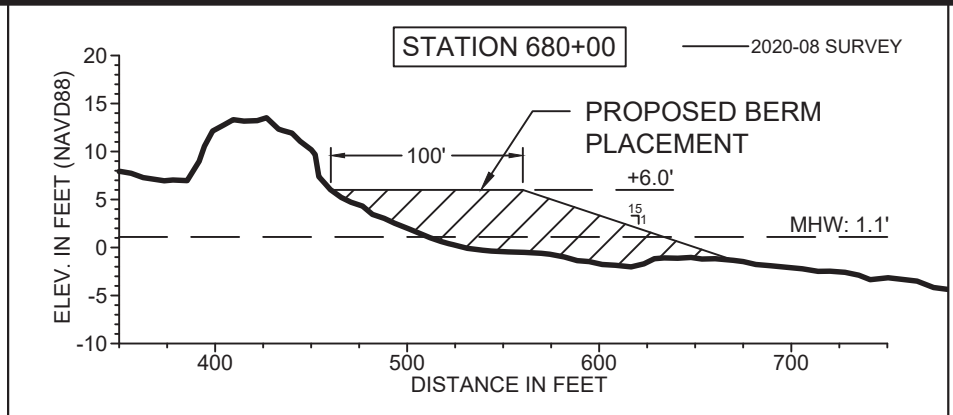 STATION 680+00
2020-08 SURVEY
PROPOSED BERM
PLACEMENT
100'
+6.0'
15
1
MHW: 1.1'
ELEV. IN FEET (NAVD88)
20
15
10
5
0
-5
-10
400
500
600
700
DISTANCE IN FEET